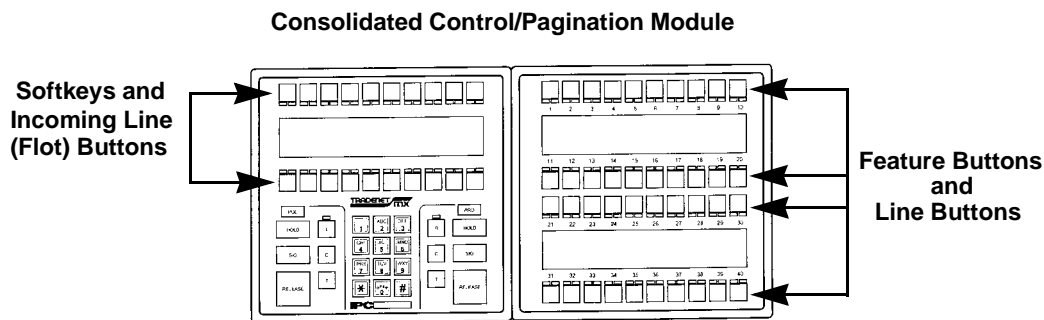 Consolidated Control/Pagination Module
Softkeys and
Incoming Line
(Flot) Buttons
Feature Buttons
and
Line Buttons
1 2 3 4 5 6 7 8 9 10
11 12 13 14 15 16 17 18 19 20
21 22 23 24 25 26 27 28 29 30
31 32 33 34 35 36 37 38 39 40
TRADENET MX
HOLD
1
ABC 2
3
R
HOLD
SIG
C
4
5
6
C
SIG
7
8
9
RELEASE
*
0
#
RELEASE
IPC